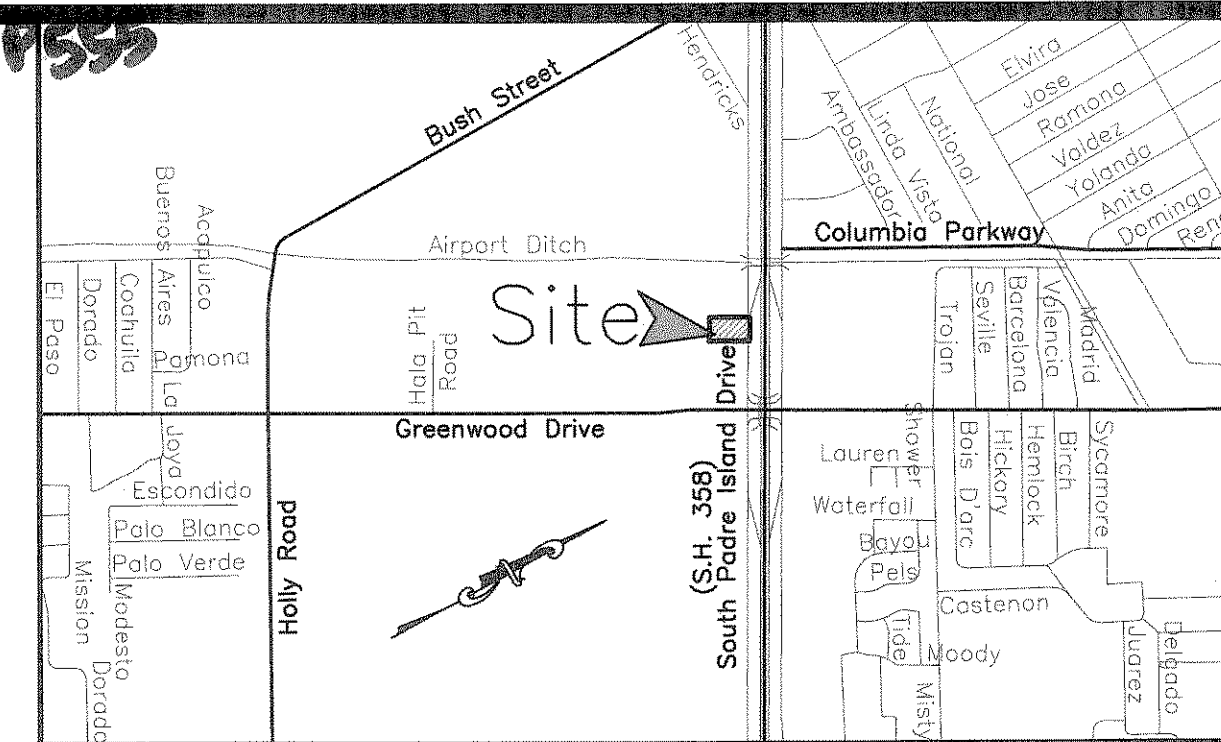 P555
Hendricks
Bush Street
Elvira
Jose
Ramona
Valdez
Yolanda
Anita
Domingo
Rene
National
Linda Vista
Ambassador
Columbia Parkway
Buenos Aires
Acapulco
Airport Ditch
El Paso
Dorado
Coahuila
Pamona
La Joya
Hala Pit
Road
Site
Trojan
Seville
Barcelona
Valencia
Madrid
Greenwood Drive
South Padre Island Drive
(S.H. 358)
Holly Road
Escondido
Palo Blanco
Palo Verde
Mission
Modesto
Dorado
N
Shower
Lauren
Waterfall
Bayou
Pels
Bois D'arc
Hickory
Hemlock
Birch
Sycamore
Castenon
Tide
Moody
Misty
Juarez
Delgado